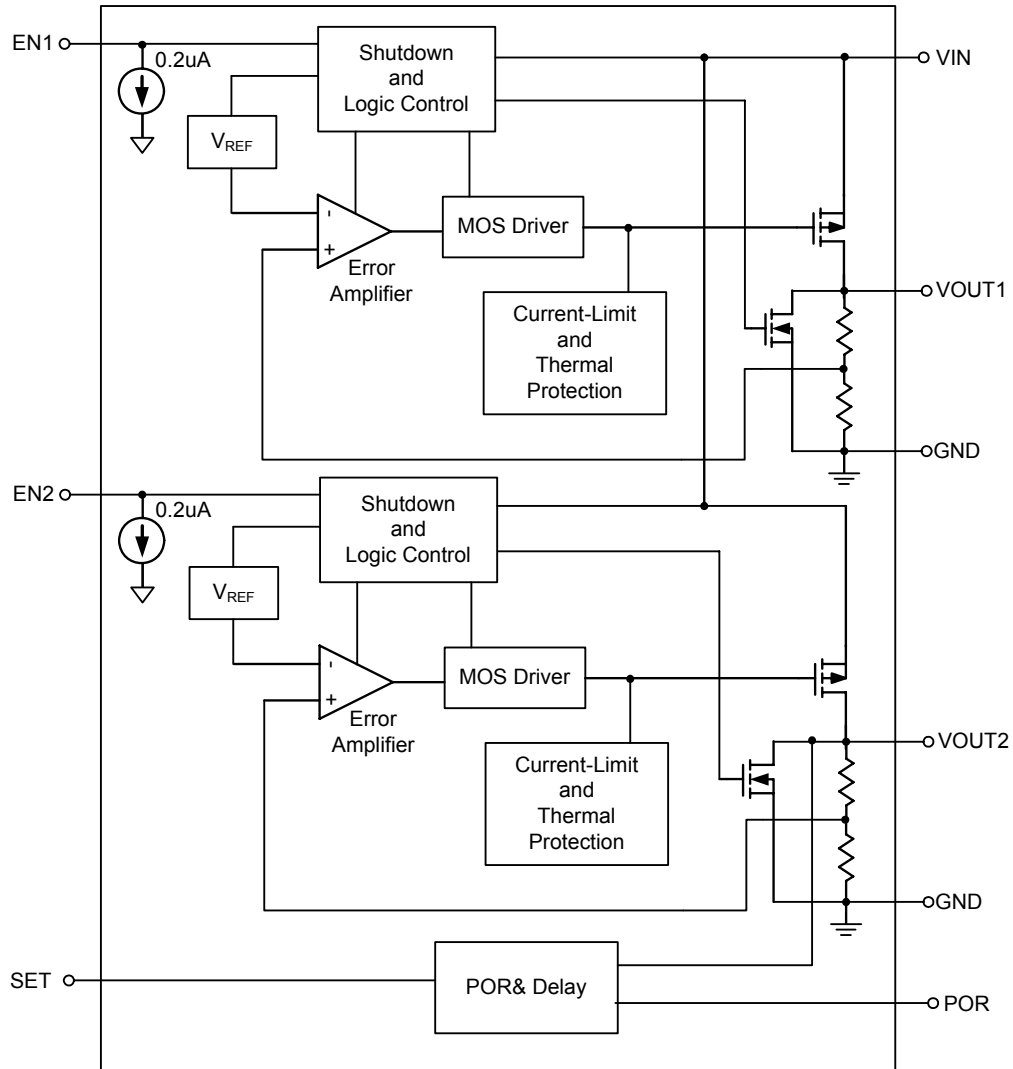 EN1
0.2uA
Shutdown
and
Logic Control
VIN
VREF
-
+
MOS Driver
Error
Amplifier
Current-Limit
and
Thermal
Protection
VOUT1
GND
EN2
0.2uA
Shutdown
and
Logic Control
VREF
-
+
MOS Driver
Error
Amplifier
Current-Limit
and
Thermal
Protection
VOUT2
GND
SET
POR& Delay
POR